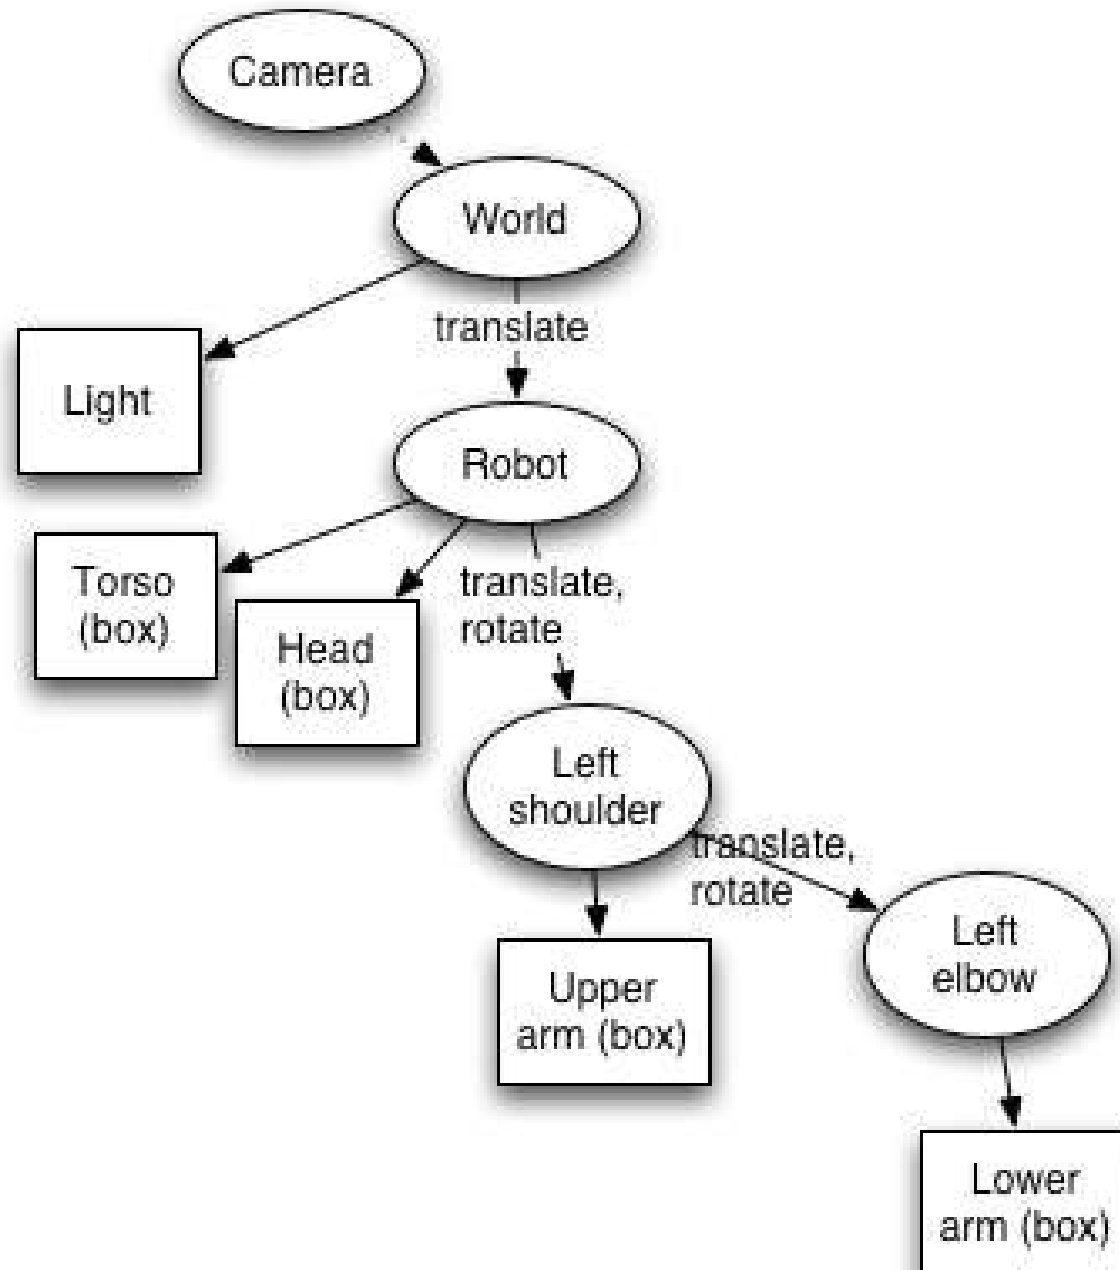 Camera
World
translate
Light
Robot
Torso
(box)
Head
(box)
translate,
rotate
Left
shoulder
translate,
rotate
Left
elbow
Upper
arm (box)
Lower
arm (box)